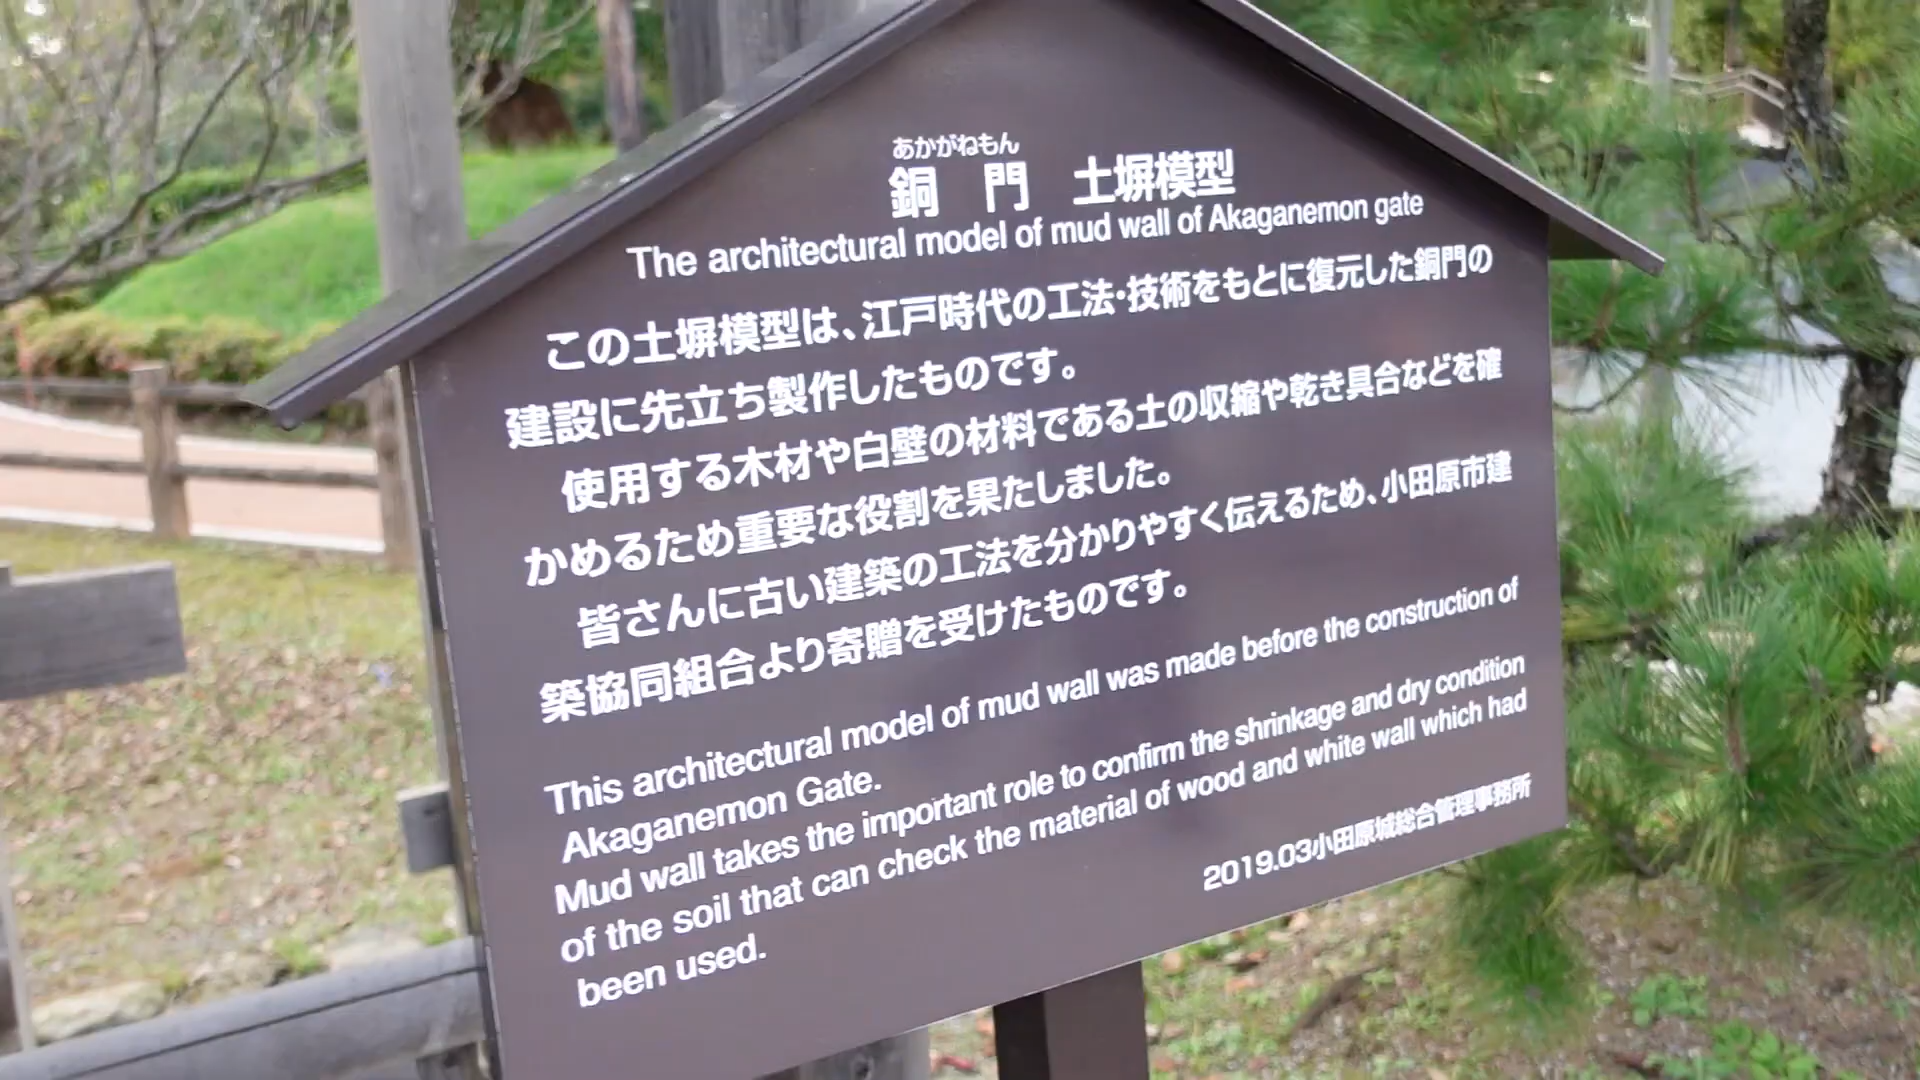 あかがねもん
銅 門 土塀模型
The architectural model of mud wall of Akaganemon gate
この土塀模型は、江戸時代の工法・技術をもとに復元した銅門の
建設に先立ち製作したものです。
使用する木材や白壁の材料である土の収縮や乾き具合などを確
かめるため重要な役割を果たしました。
皆さんに古い建築の工法を分かりやすく伝えるため、小田原市建
築協同組合より寄贈を受けたものです。
This architectural model of mud wall was made before the construction of
Akaganemon Gate.
Mud wall takes the important role to confirm the shrinkage and dry condition
of the soil that can check the material of wood and white wall which had
been used.
2019.03小田原城総合管理事務所